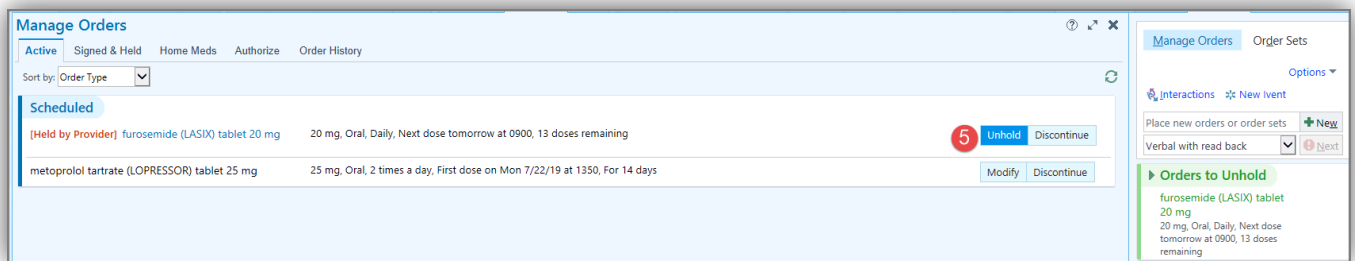 Manage Orders
Active Signed & Held Home Meds Authorize Order History
Sort by: Order Type
Scheduled
[Held by Provider] furosemide (LASIX) tablet 20 mg 20 mg, Oral, Daily, Next dose tomorrow at 0900, 13 doses remaining 5 Unhold Discontinue
metoprolol tartrate (LOPRESSOR) tablet 25 mg 25 mg, Oral, 2 times a day, First dose on Mon 7/22/19 at 1350, For 14 days Modify Discontinue
Manage Orders Order Sets
Options
Interactions New Ivent
Place new orders or order sets New
Verbal with read back Next
Orders to Unhold
furosemide (LASIX) tablet
20 mg
20 mg, Oral, Daily, Next dose
tomorrow at 0900, 13 doses
remaining